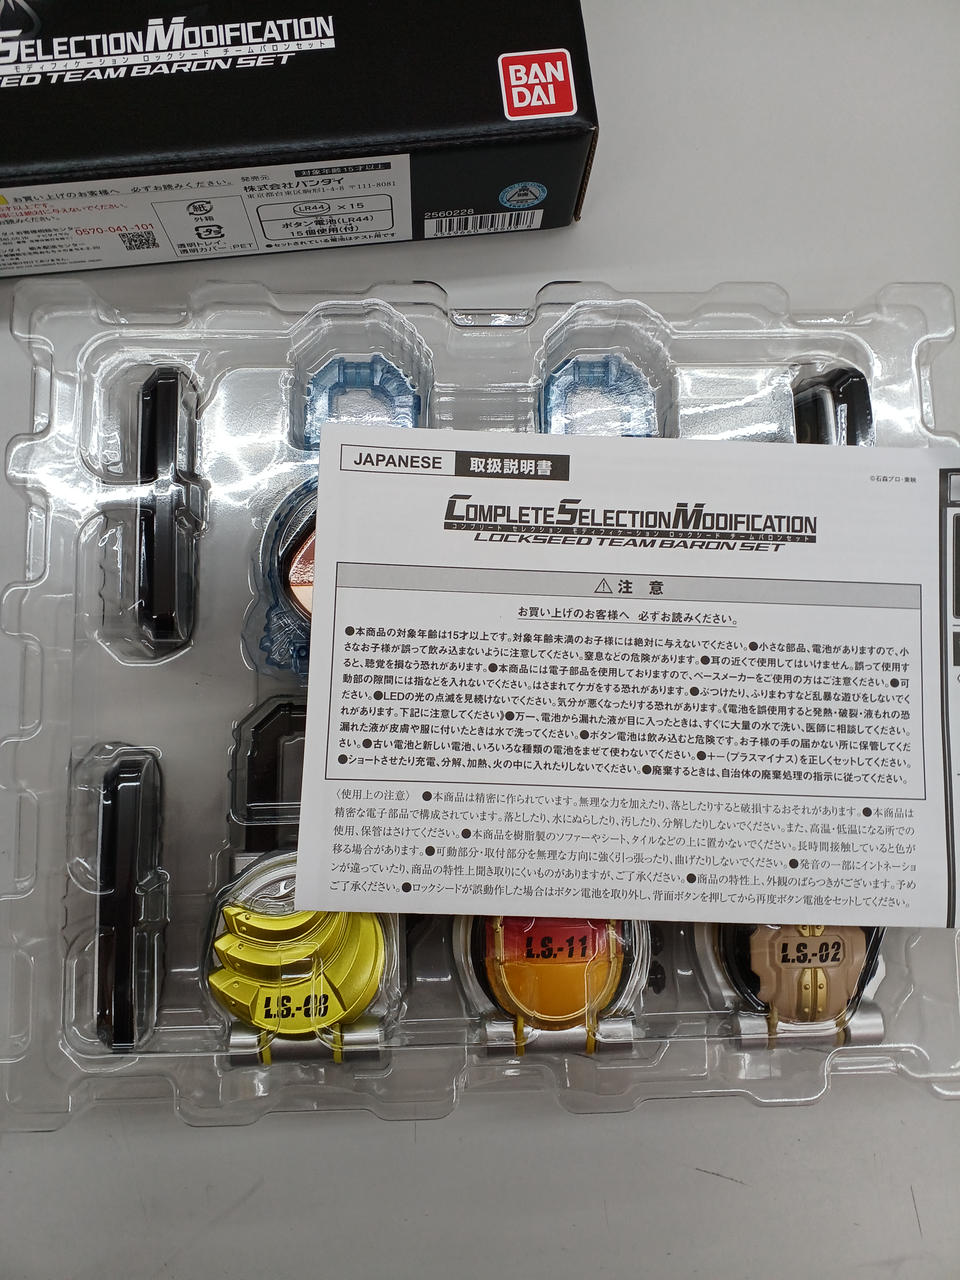 SELECTION MODIFICATION
モディフィケーション ロックシード チームバロンセット
ED TEAM BARON SET
BAN
DAI
お買い上げのお客様へ 必ずお読みください。
0570-041-101
紙
外箱
透明トレイ、
透明カバー:PET
発売元
対象年齢15才以上
株式会社バンダイ
東京都台東区駒形1-4-8 〒111-8081
LR44 ×15
ボタン電池(LR44)
15個使用(付)
●セットされている電池はテスト用です
2560228
JAPANESE
取扱説明書
©石森プロ・東映
COMPLETE SELECTION MODIFICATION
コンプリート セレクション モディフィケーション ロックシード チームバロンセット
LOCKSEED TEAM BARON SET
⚠注 意
お買い上げのお客様へ 必ずお読みください。
●本商品の対象年齢は15才以上です。対象年齢未満のお子様には絶対に与えないでください。●小さな部品、電池がありますので、小
さなお子様が誤って飲み込まないように注意してください。窒息などの危険があります。●耳の近くで使用してはいけません。誤って使用す
ると、聴覚を損なう恐れがあります。●本商品には電子部品を使用しておりますので、ペースメーカーをご使用の方はご注意ください。●可
動部の隙間には指などを入れないでください。はさまれてケガをする恐れがあります。●ぶつけたり、ふりまわすなど乱暴な遊びをしないでく
ださい。●LEDの光の点滅を見続けないでください。気分が悪くなったりする恐れがあります。《電池を誤使用すると発熱・破裂・液もれの恐
れがあります。下記に注意してください》●万一、電池から漏れた液が目に入ったときは、すぐに大量の水で洗い、医師に相談してください。
漏れた液が皮膚や服に付いたときは水で洗ってください。●ボタン電池は飲み込むと危険です。お子様の手の届かない所に保管してくだ
さい。●古い電池と新しい電池、いろいろな種類の電池をまぜて使わないでください。●+-(プラスマイナス)を正しくセットしてください。
●ショートさせたり充電、分解、加熱、火の中に入れたりしないでください。●廃棄するときは、自治体の廃棄処理の指示に従ってください。
〈使用上の注意〉 ●本商品は精密に作られています。無理な力を加えたり、落としたりすると破損するおそれがあります。●本商品は
精密な電子部品で構成されています。落としたり、水にぬらしたり、汚したり、分解したりしないでください。また、高温・低温になる所での
使用、保管はさけてください。●本商品を樹脂製のソファーやシート、タイルなどの上に置かないでください。長時間接触していると色が
移る場合があります。●可動部分・取付部分を無理な方向に強く引っ張ったり、曲げたりしないでください。●発音の一部にイントネーショ
ンが違っていたり、商品の特性上聞き取りにくいものがありますが、ご了承ください。●商品の特性上、外観のばらつきがございます。予め
ご了承ください。●ロックシードが誤動作した場合はボタン電池を取り外し、背面ボタンを押してから再度ボタン電池をセットしてください。
L.S.-08
L.S.-11
L.S.-02